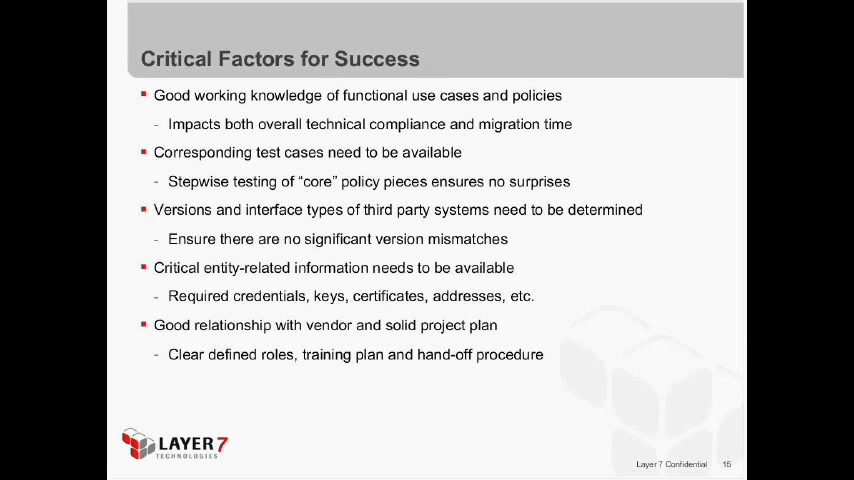 Critical Factors for Success
Good working knowledge of functional use cases and policies
- Impacts both overall technical compliance and migration time
Corresponding test cases need to be available
- Stepwise testing of “core” policy pieces ensures no surprises
Versions and interface types of third party systems need to be determined
- Ensure there are no significant version mismatches
Critical entity-related information needs to be available
- Required credentials, keys, certificates, addresses, etc.
Good relationship with vendor and solid project plan
- Clear defined roles, training plan and hand-off procedure
LAYER 7
TECHNOLOGIES
Layer 7 Confidential 15